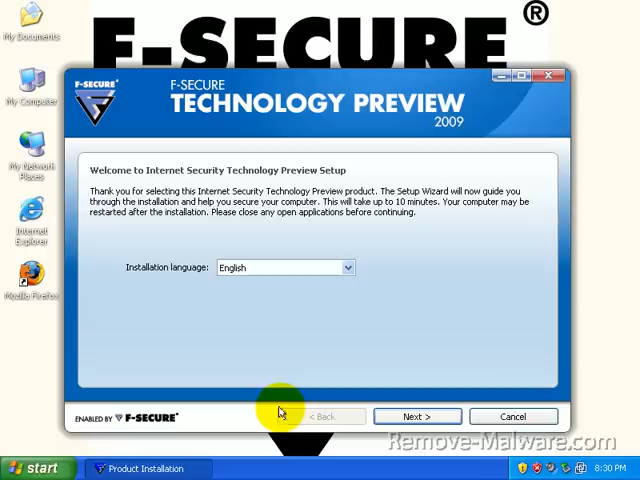 F-SECURE®
My Documents
My Computer
My Network
Places
Internet
Explorer
Mozilla Firefox
F-SECURE®
F-SECURE
TECHNOLOGY PREVIEW
2009
Welcome to Internet Security Technology Preview Setup
Thank you for selecting this Internet Security Technology Preview product. The Setup Wizard will now guide you
through the installation and help you secure your computer. This will take up to 10 minutes. Your computer may be
restarted after the installation. Please close any open applications before continuing.
Installation language: English
ENABLED BY F-SECURE®
< Back Next > Cancel
Remove-Malware.com
start Product Installation 8:30 PM